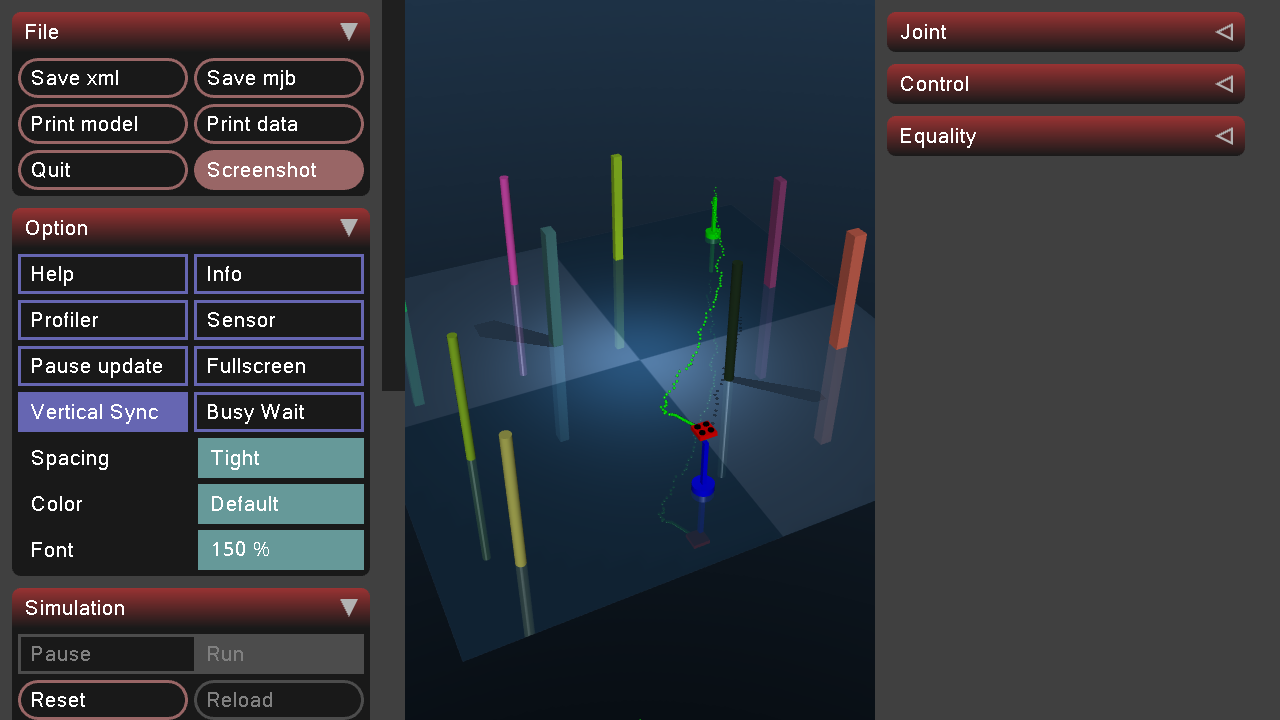 File
Save xml
Save mjb
Print model
Print data
Quit
Screenshot
Option
Help
Info
Profiler
Sensor
Pause update
Fullscreen
Vertical Sync
Busy Wait
Spacing
Tight
Color
Default
Font
150 %
Simulation
Pause
Run
Reset
Reload
Joint
Control
Equality